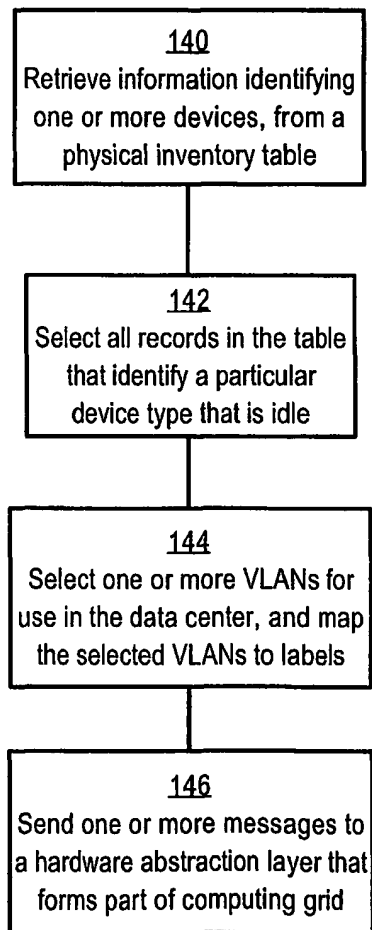 140
Retrieve information identifying
one or more devices, from a
physical inventory table
142
Select all records in the table
that identify a particular
device type that is idle
144
Select one or more VLANs for
use in the data center, and map
the selected VLANs to labels
146
Send one or more messages to
a hardware abstraction layer that
forms part of computing grid